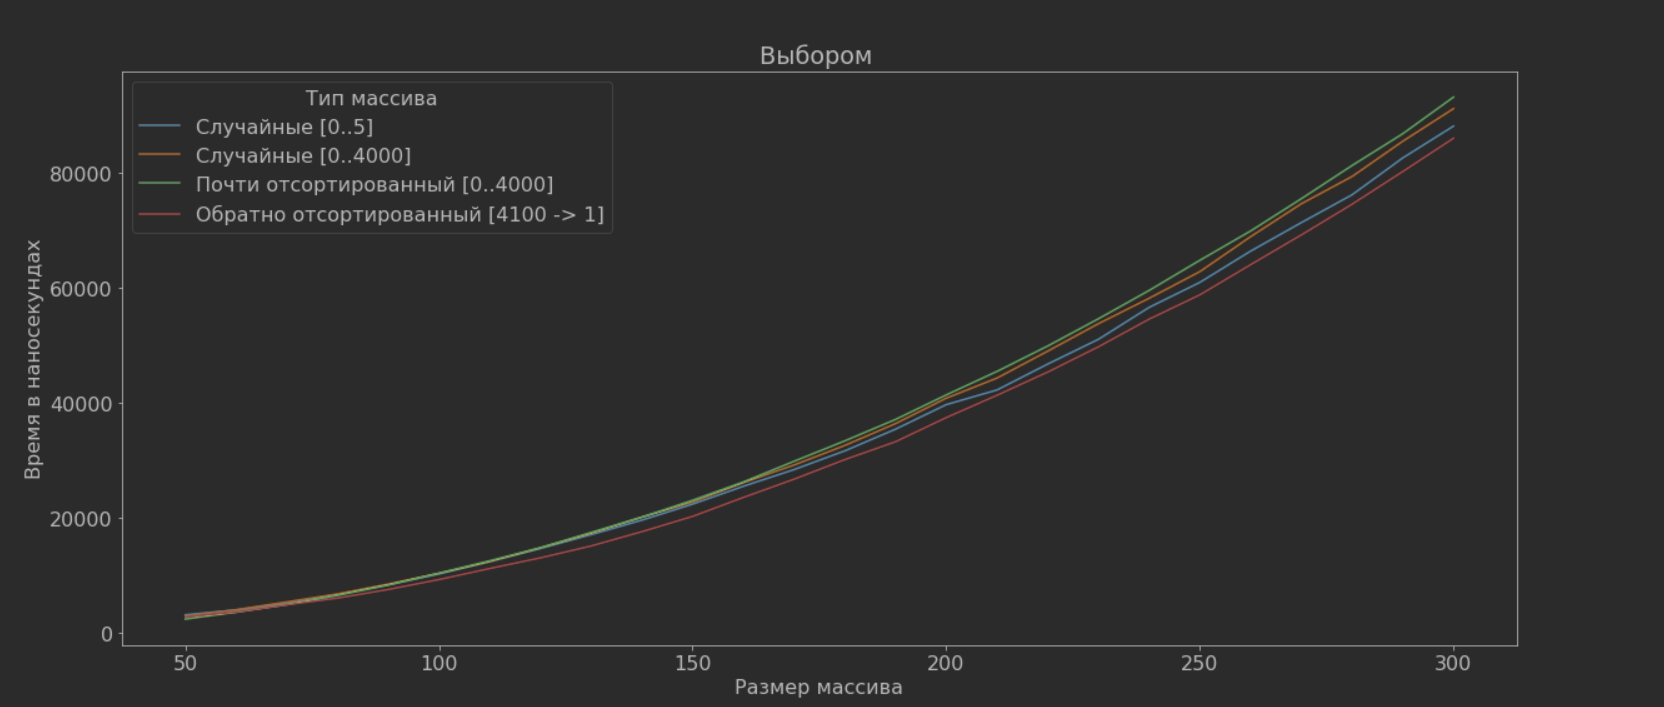 Выбором
Тип массива
Случайные [0..5]
Случайные [0..4000]
Почти отсортированный [0..4000]
Обратно отсортированный [4100 -> 1]
Время в наносекундах
80000
60000
40000
20000
0
50 100 150 200 250 300
Размер массива